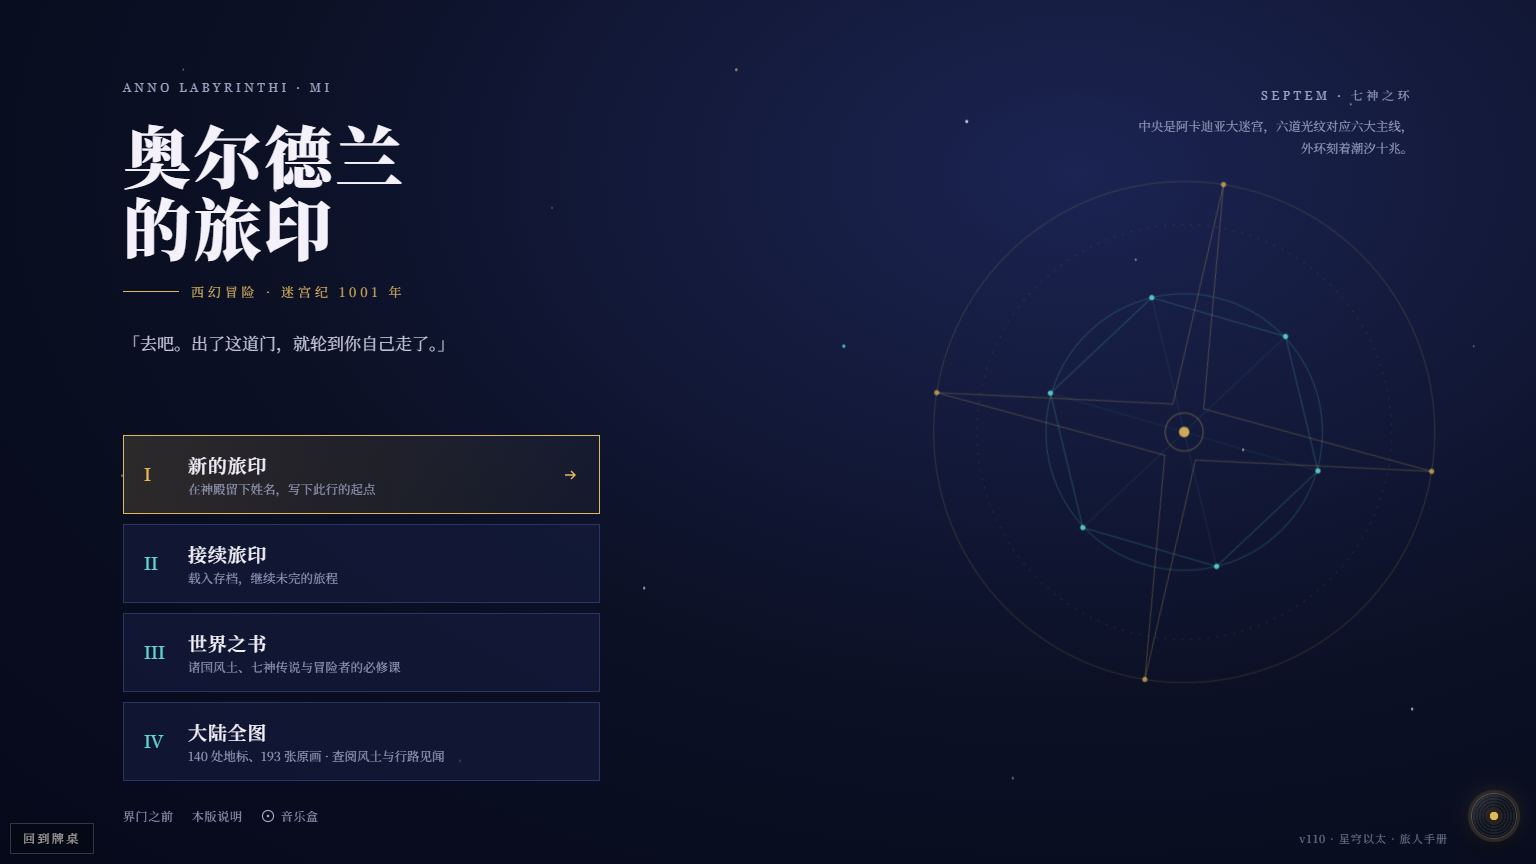 ANNO LABYRINTHI · MI
奥尔德兰
的旅印
西幻冒险 · 迷宫纪 1001 年
「去吧。出了这道门，就轮到你自己走了。」
I
新的旅印
在神殿留下姓名，写下此行的起点
→
II
接续旅印
载入存档，继续未完的旅程
III
世界之书
诸国风土、七神传说与冒险者的必修课
IV
大陆全图
140 处地标、193 张原画 · 查阅风土与行路见闻
界门之前 本版说明 音乐盒
回到牌桌
SEPTEM · 七神之环
中央是阿卡迪亚大迷宫，六道光纹对应六大主线，
外环刻着潮汐十兆。
v110 · 星穹以太 · 旅人手册